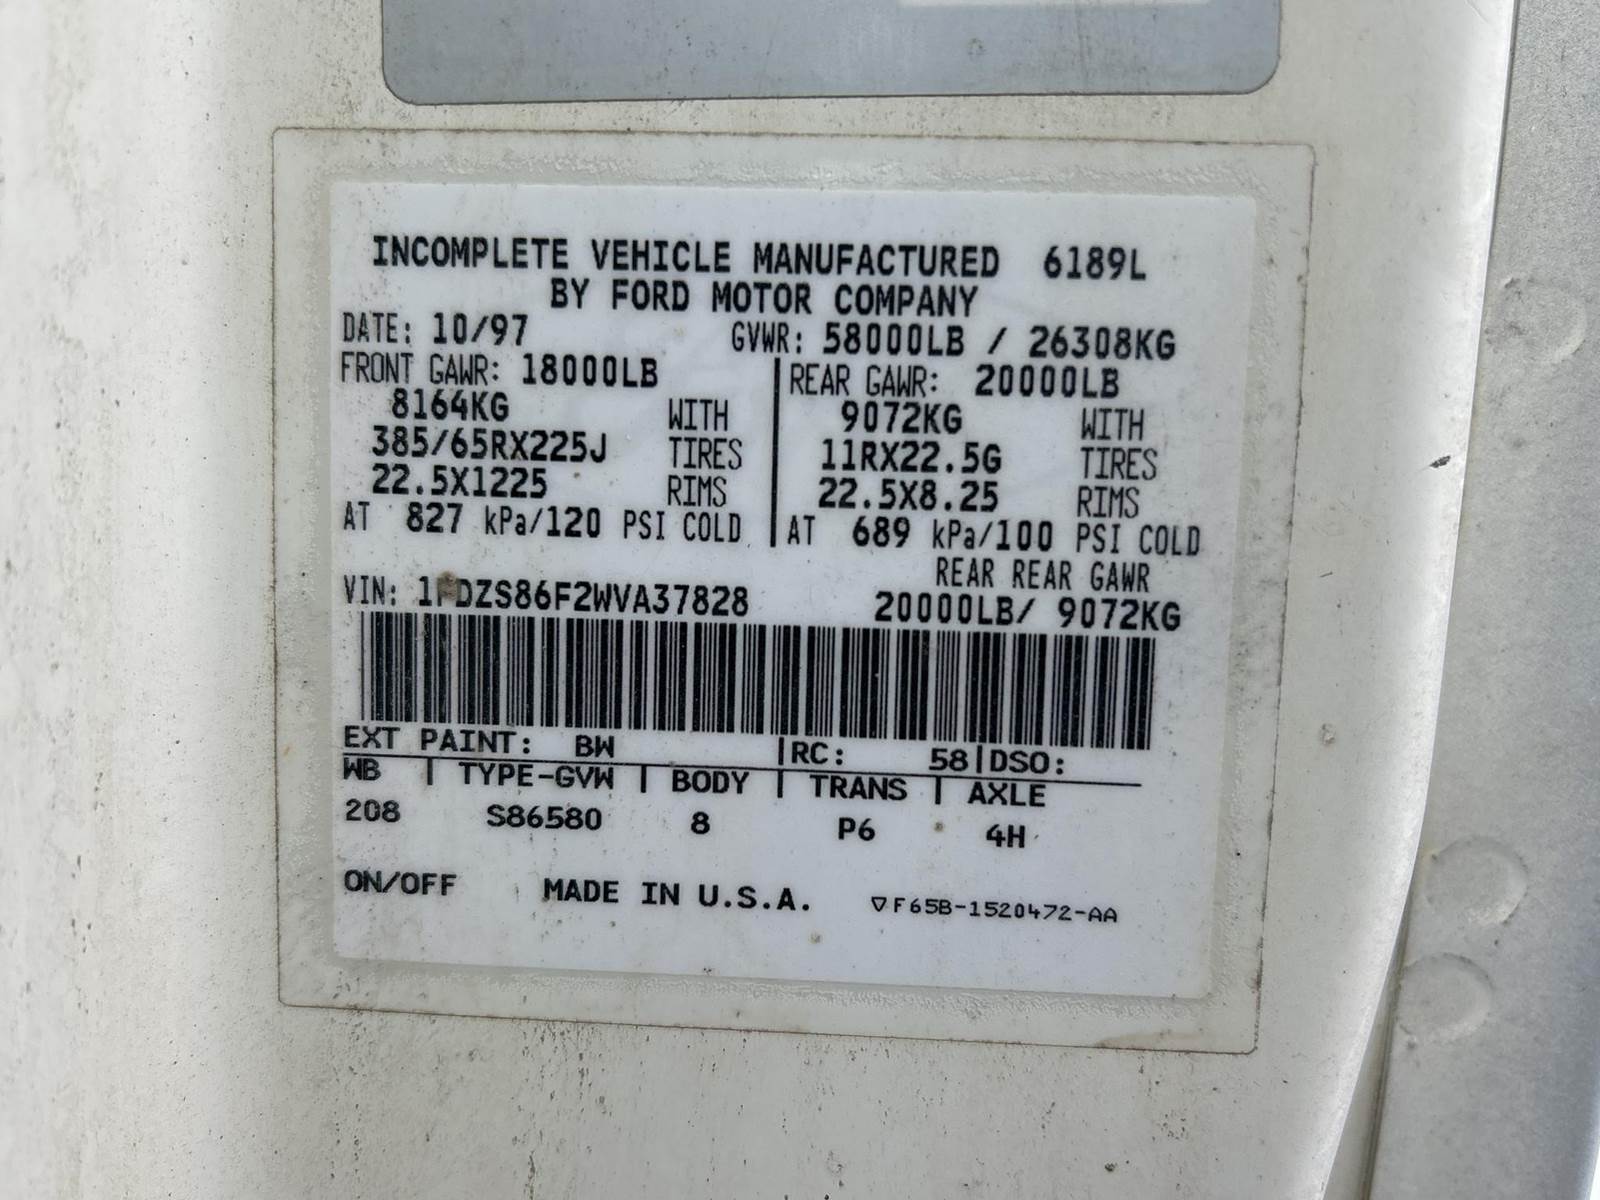 INCOMPLETE VEHICLE MANUFACTURED 6189L
BY FORD MOTOR COMPANY
DATE: 10/97 GVWR: 58000LB / 26308KG
FRONT GAWR: 18000LB REAR GAWR: 20000LB
8164KG WITH 9072KG WITH
385/65RX225J TIRES 11RX22.5G TIRES
22.5X1225 RIMS 22.5X8.25 RIMS
AT 827 kPa/120 PSI COLD AT 689 kPa/100 PSI COLD
REAR REAR GAWR
VIN: 1FDZS86F2WVA37828 20000LB/ 9072KG
EXT PAINT: BW |RC: 58|DSO:
WB | TYPE-GVW | BODY | TRANS | AXLE
208 S86580 8 P6 4H
ON/OFF MADE IN U.S.A. ▽F65B-1520472-AA